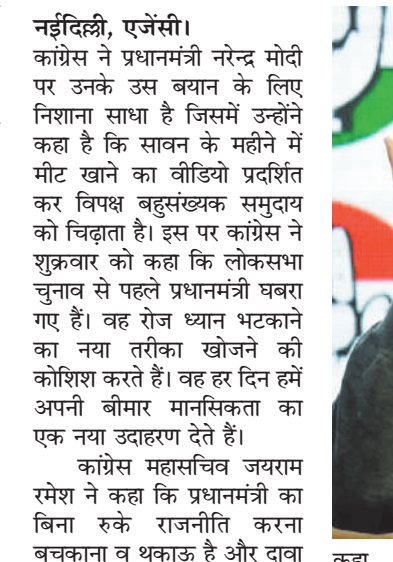 नईदिल्ली, एजेंसी।
कांग्रेस ने प्रधानमंत्री नरेन्द्र मोदी
पर उनके उस बयान के लिए
निशाना साधा है जिसमें उन्होंने
कहा है कि सावन के महीने में
मीट खाने का वीडियो प्रदर्शित
कर विपक्ष बहुसंख्यक समुदाय
को चिढ़ाता है। इस पर कांग्रेस ने
शुक्रवार को कहा कि लोकसभा
चुनाव से पहले प्रधानमंत्री घबरा
गए हैं। वह रोज ध्यान भटकाने
का नया तरीका खोजने की
कोशिश करते हैं। वह हर दिन हमें
अपनी बीमार मानसिकता का
एक नया उदाहरण देते हैं।
कांग्रेस महासचिव जयराम
रमेश ने कहा कि प्रधानमंत्री का
बिना रुके राजनीति करना
बचकाना व थकाऊ है और दावा